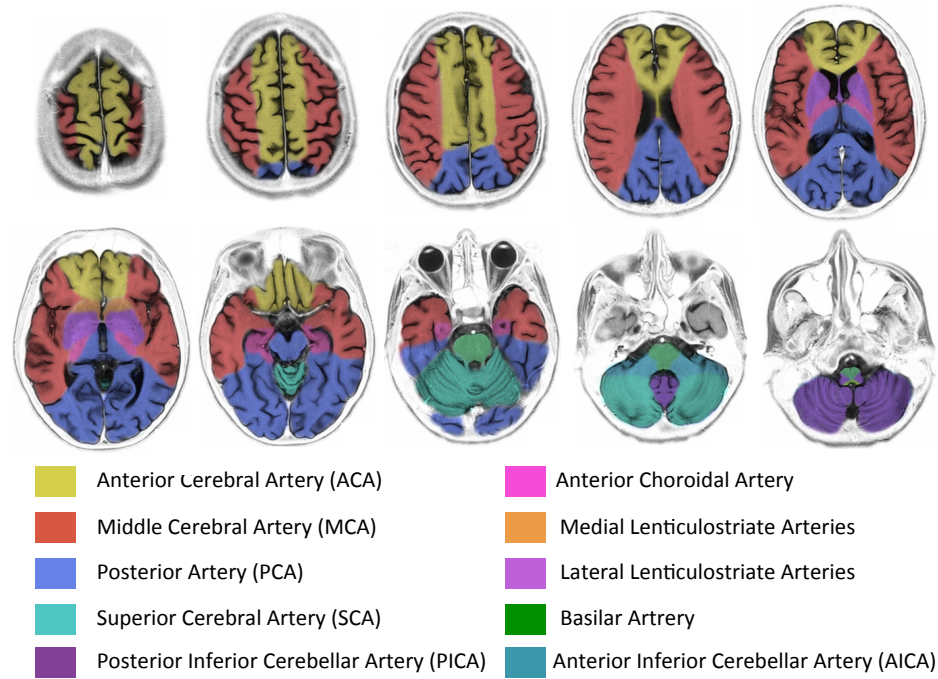 Anterior Cerebral Artery (ACA)
Middle Cerebral Artery (MCA)
Posterior Artery (PCA)
Superior Cerebral Artery (SCA)
Posterior Inferior Cerebellar Artery (PICA)
Anterior Choroidal Artery
Medial Lenticulostriate Arteries
Lateral Lenticulostriate Arteries
Basilar Artrery
Anterior Inferior Cerebellar Artery (AICA)